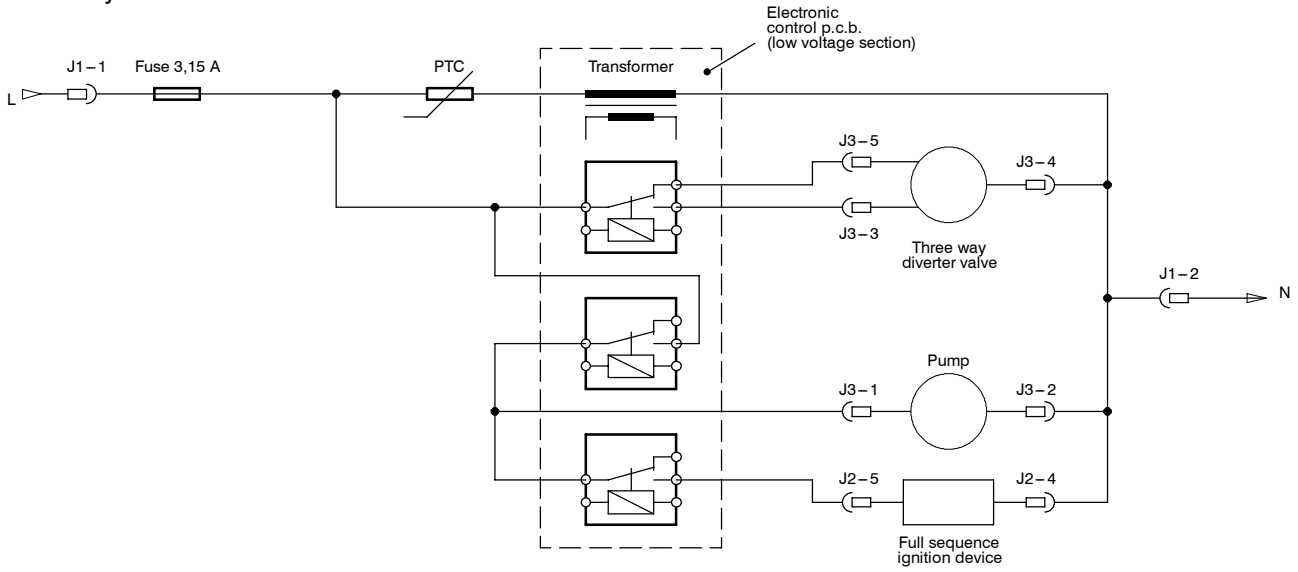 Electronic
control p.c.b.
(low voltage section)
J1–1
Fuse 3,15 A
PTC
Transformer
L
J3–5
J3–4
J3–3
Three way
diverter valve
J1–2
N
Pump
J3–1
J3–2
J2–5
J2–4
Full sequence
ignition device